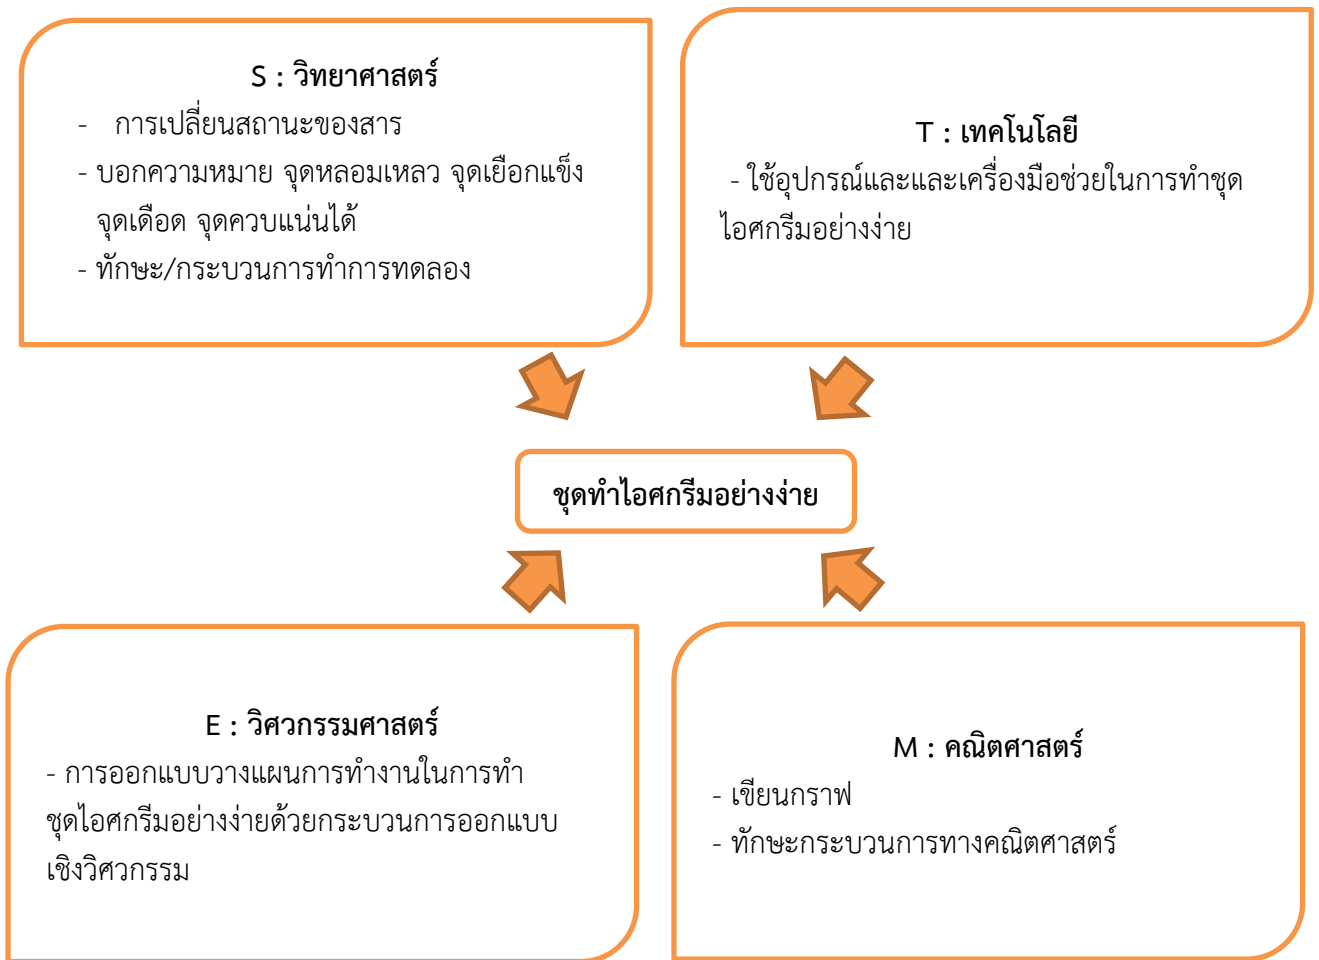 S : วิทยาศาสตร์
- การเปลี่ยนสถานะของสาร
- บอกความหมาย จุดหลอมเหลว จุดเยือกแข็ง
จุดเดือด จุดควบแน่นได้
- ทักษะ/กระบวนการทำการทดลอง
T : เทคโนโลยี
- ใช้อุปกรณ์และและเครื่องมือช่วยในการทำชุด
ไอศกรีมอย่างง่าย
ชุดทำไอศกรีมอย่างง่าย
E : วิศวกรรมศาสตร์
- การออกแบบวางแผนการทำงานในการทำ
ชุดไอศกรีมอย่างง่ายด้วยกระบวนการออกแบบ
เชิงวิศวกรรม
M : คณิตศาสตร์
- เขียนกราฟ
- ทักษะกระบวนการทางคณิตศาสตร์